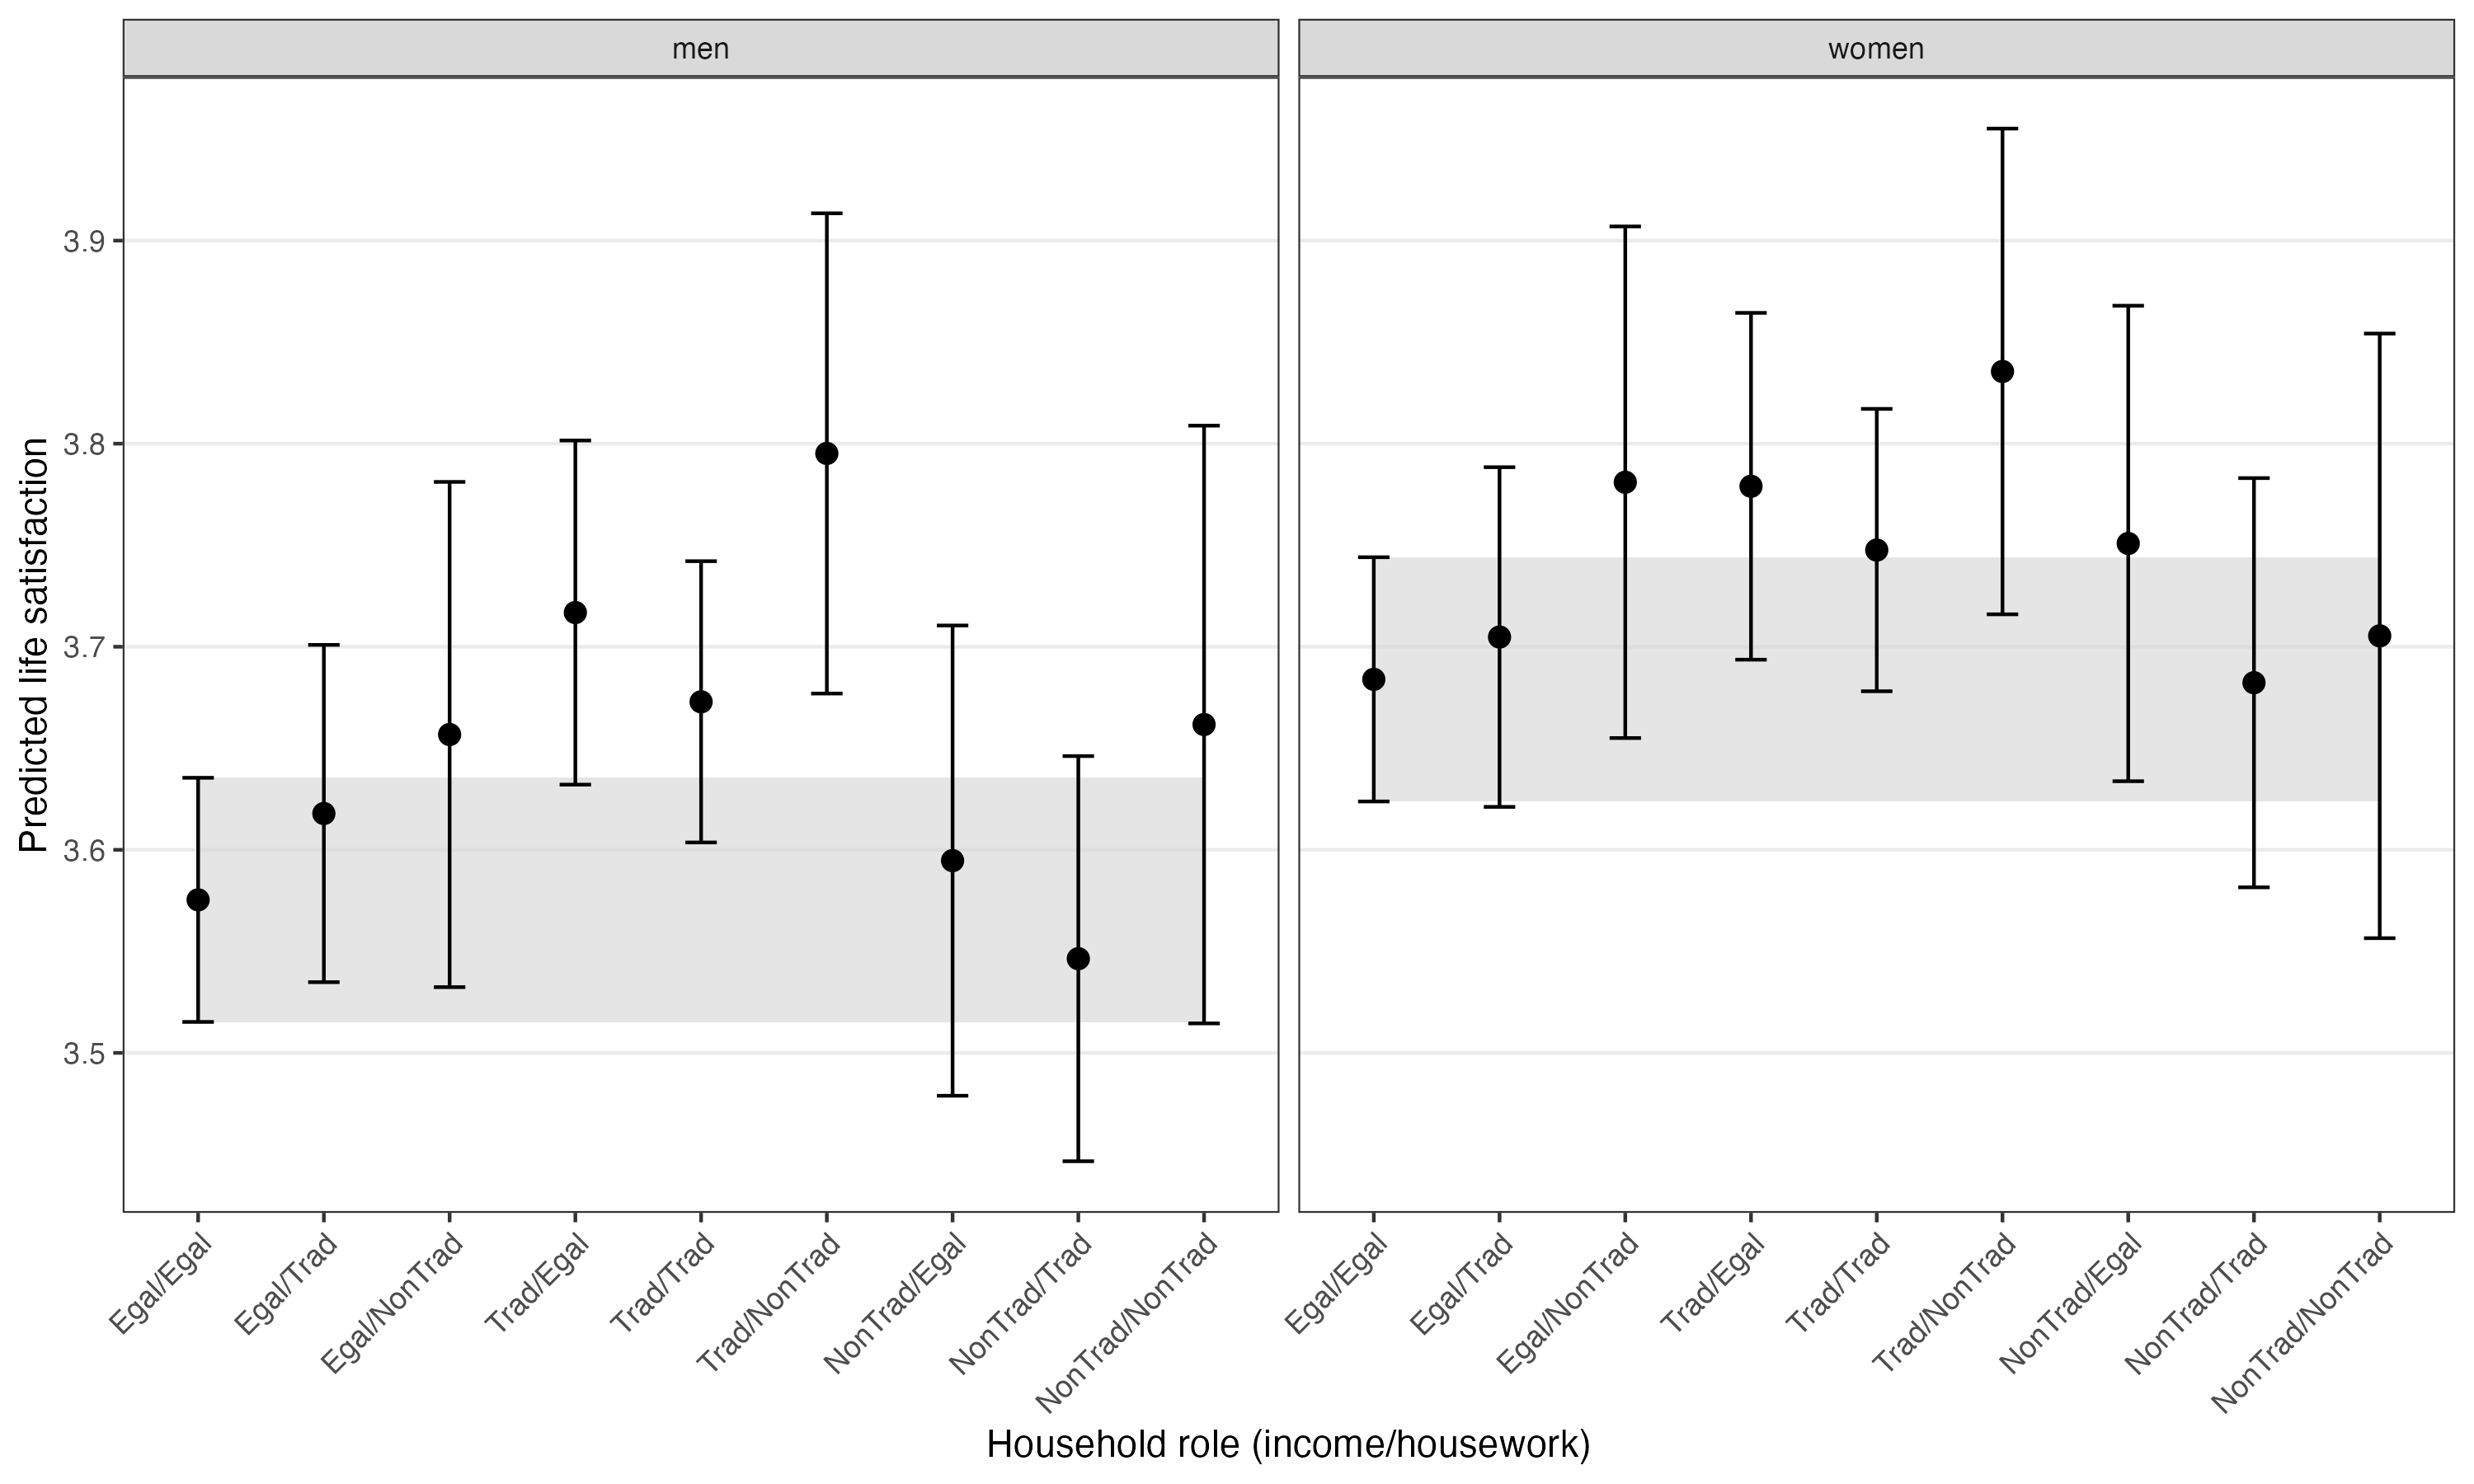 men
women
Predicted life satisfaction
3.9
3.8
3.7
3.6
3.5
Egal/Egal
Egal/Trad
Egal/NonTrad
Trad/Egal
Trad/Trad
Trad/NonTrad
NonTrad/Egal
NonTrad/Trad
NonTrad/NonTrad
Egal/Egal
Egal/Trad
Egal/NonTrad
Trad/Egal
Trad/Trad
Trad/NonTrad
NonTrad/Egal
NonTrad/Trad
NonTrad/NonTrad
Household role (income/housework)